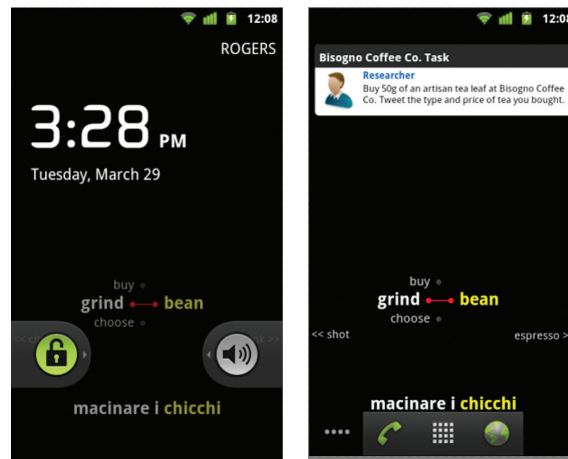 12:08
ROGERS
3:28 PM
Tuesday, March 29
buy
grind bean
choose
macinare i chicchi
12:08
Bisogno Coffee Co. Task
Researcher
Buy 50g of an artisan tea leaf at Bisogno Coffee
Co. Tweet the type and price of tea you bought.
buy
grind bean
choose
<< shot espresso >
macinare i chicchi